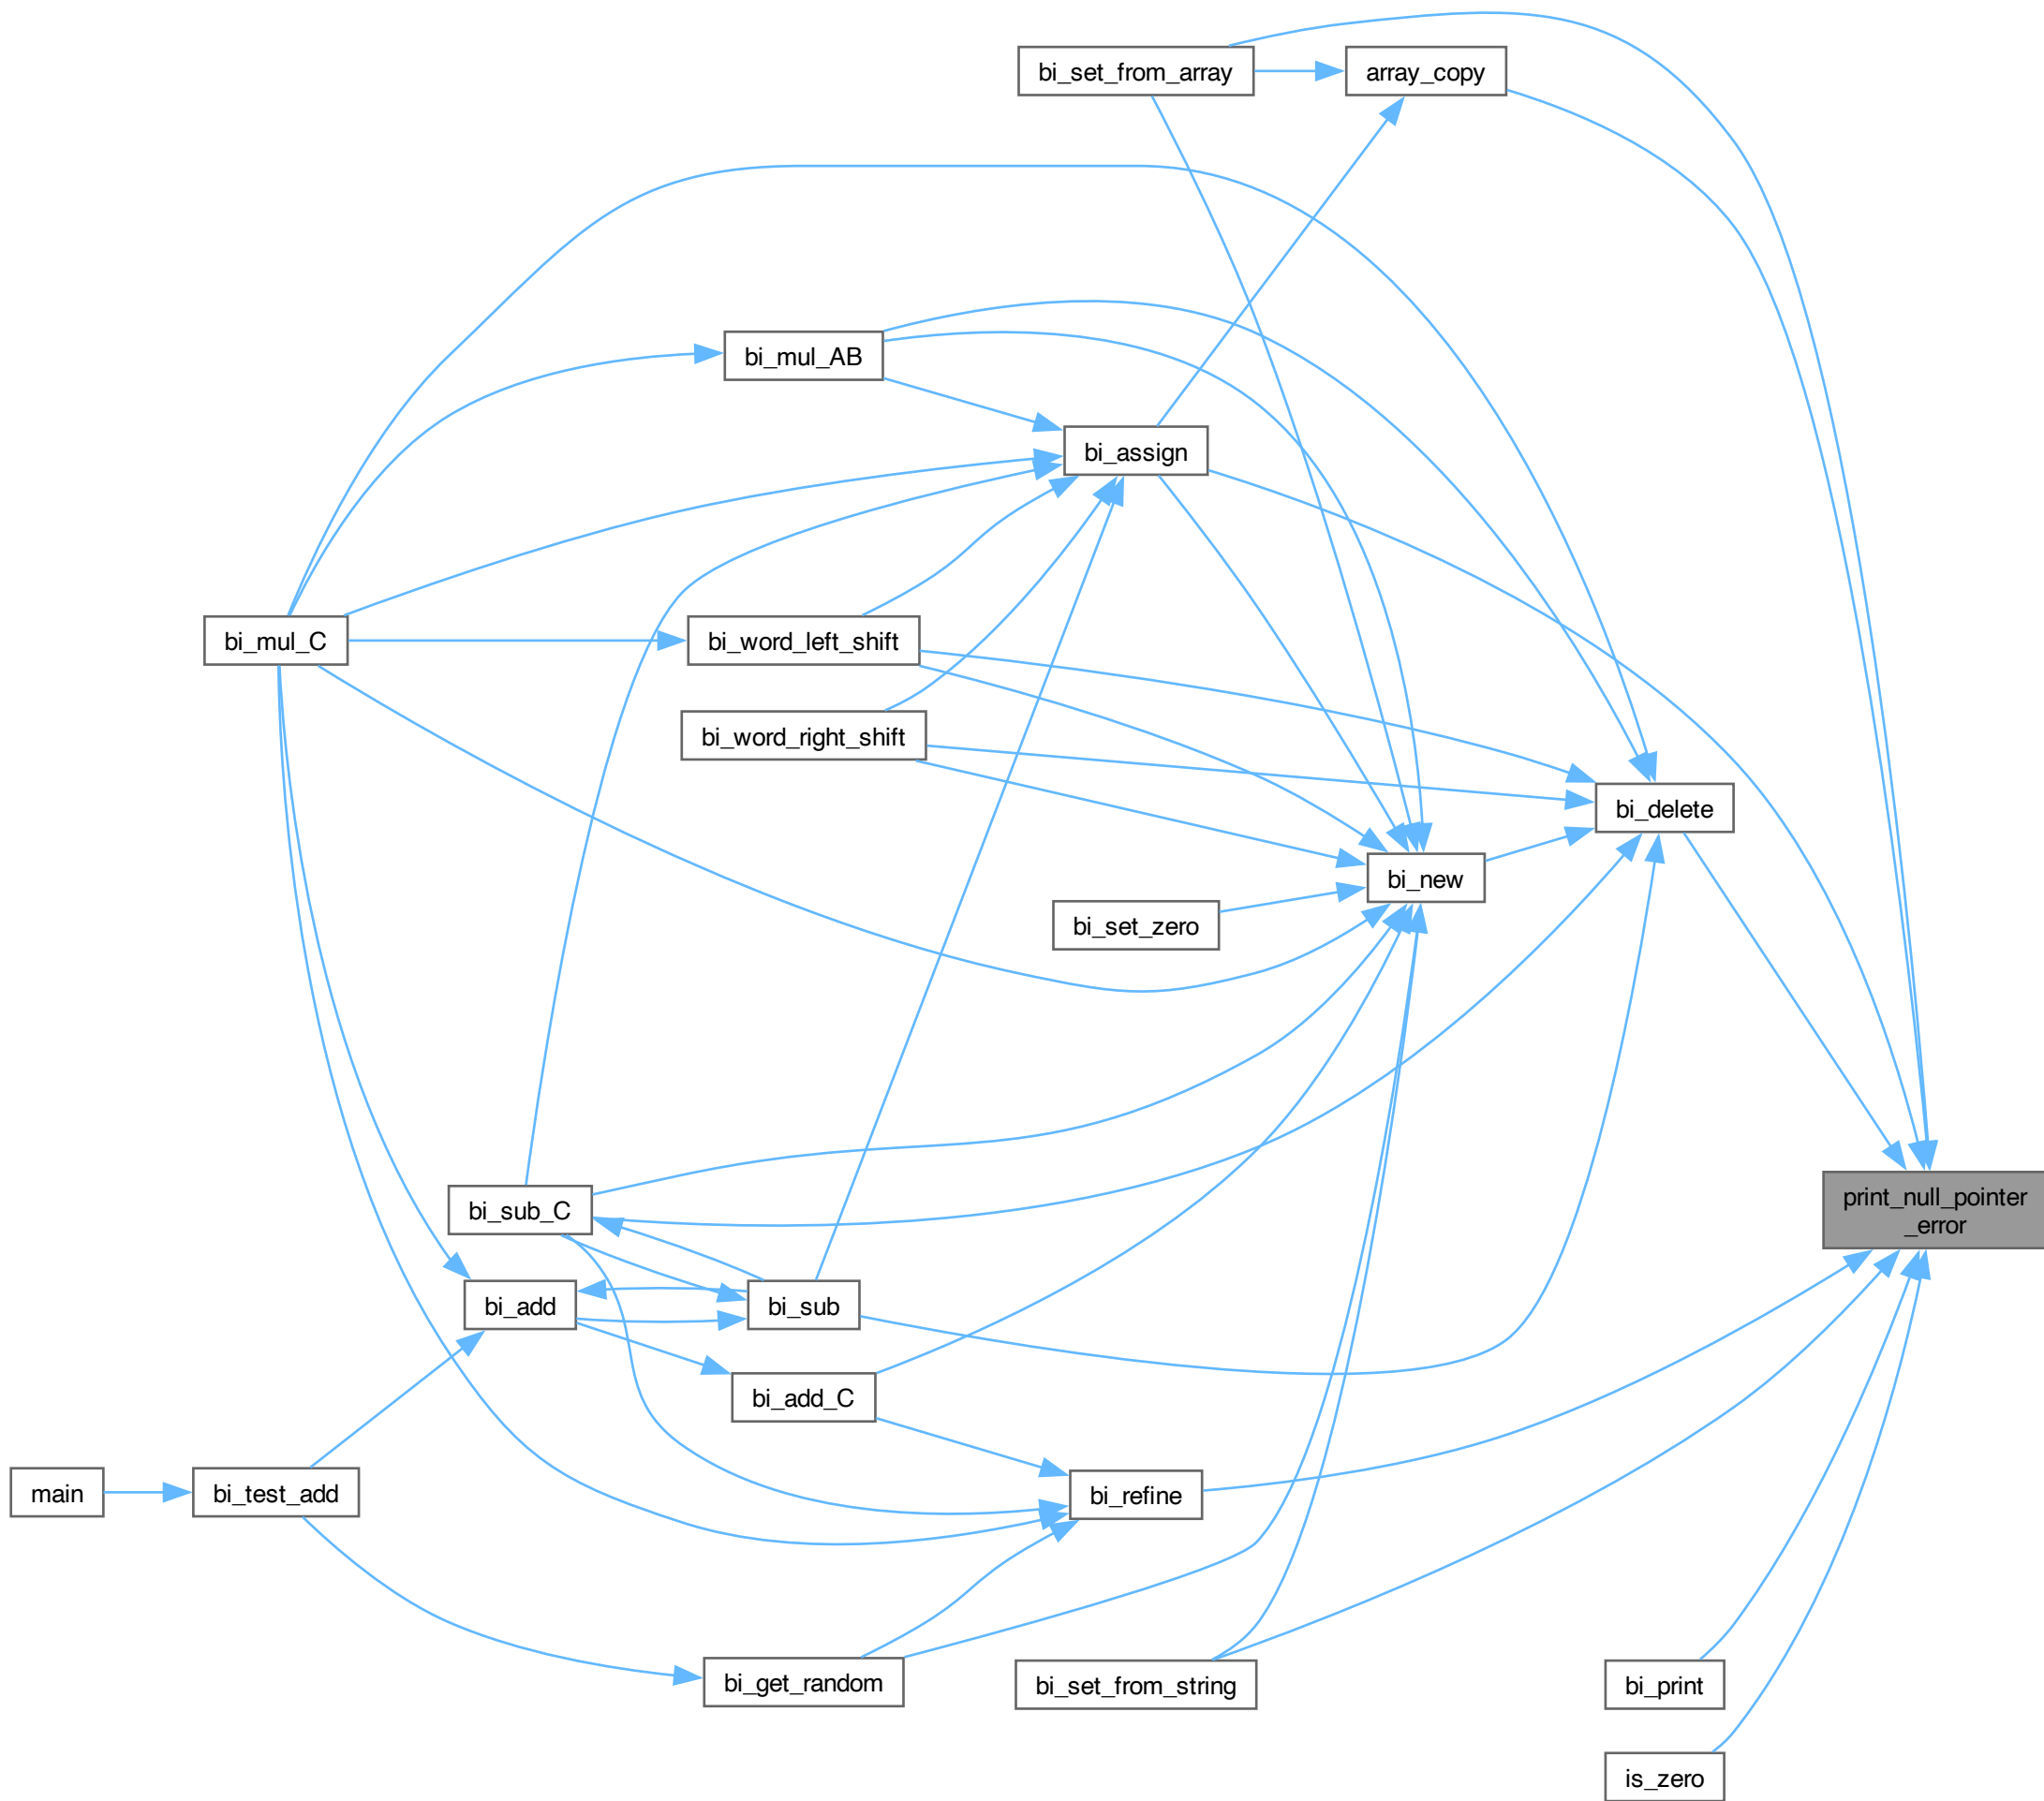 bi_set_from_array
array_copy
bi_mul_AB
bi_assign
bi_mul_C
bi_word_left_shift
bi_word_right_shift
bi_delete
bi_new
bi_set_zero
print_null_pointer
_error
bi_sub_C
bi_add
bi_sub
bi_add_C
main
bi_test_add
bi_refine
bi_get_random
bi_set_from_string
bi_print
is_zero